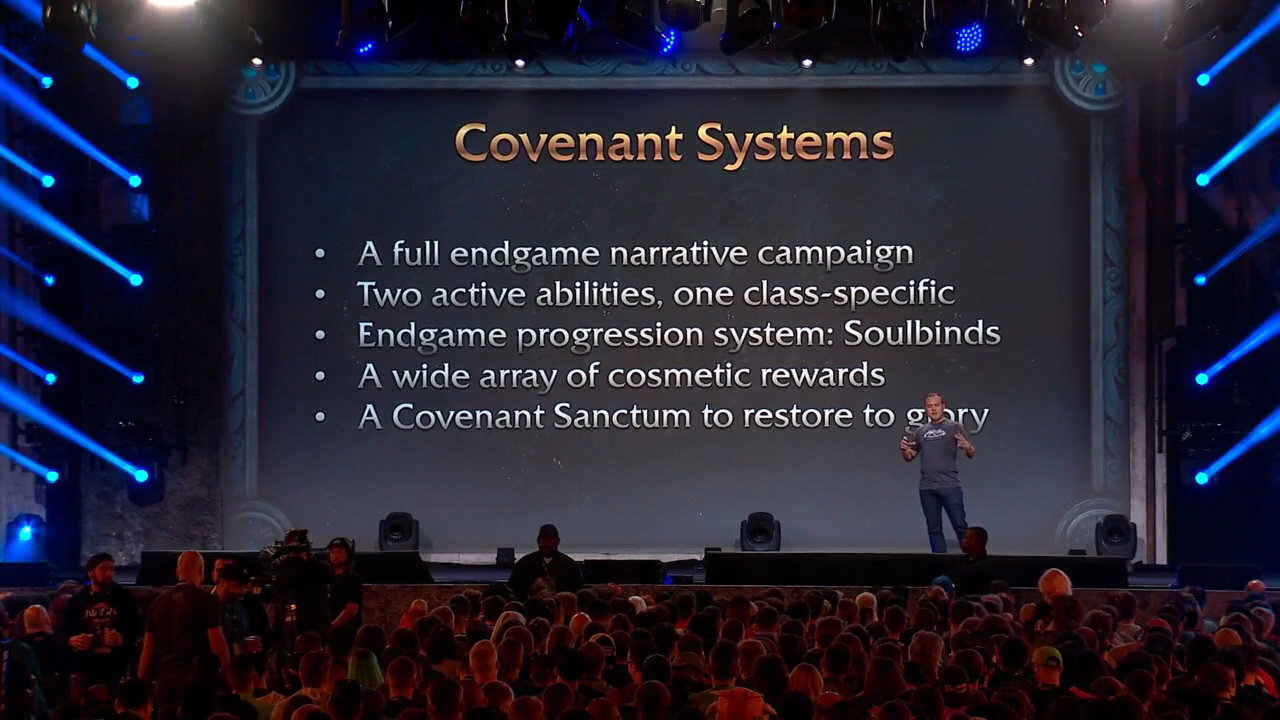 Covenant Systems
• A full endgame narrative campaign
• Two active abilities, one class-specific
• Endgame progression system: Soulbinds
• A wide array of cosmetic rewards
• A Covenant Sanctum to restore to glory